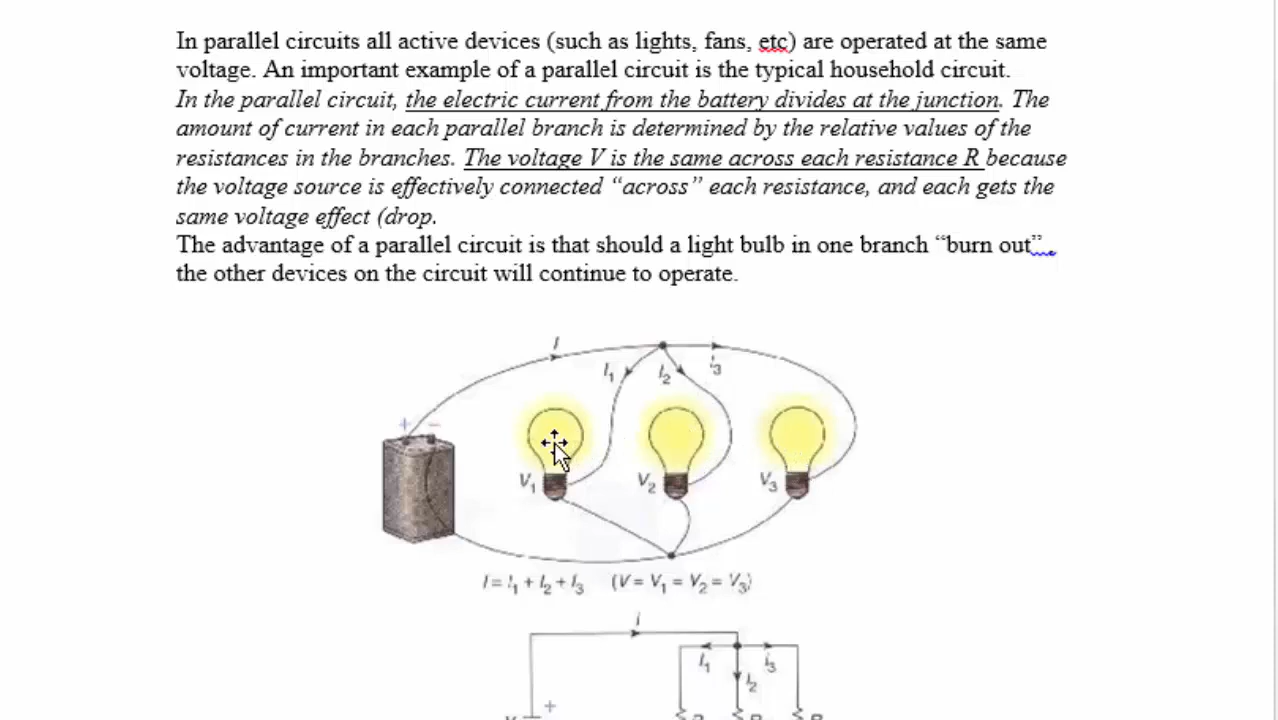 In parallel circuits all active devices (such as lights, fans, etc) are operated at the same
voltage. An important example of a parallel circuit is the typical household circuit.
In the parallel circuit, the electric current from the battery divides at the junction. The
amount of current in each parallel branch is determined by the relative values of the
resistances in the branches. The voltage V is the same across each resistance R because
the voltage source is effectively connected “across” each resistance, and each gets the
same voltage effect (drop.
The advantage of a parallel circuit is that should a light bulb in one branch “burn out” ,
the other devices on the circuit will continue to operate.
I
I₁ I₂ I₃
+ −
V₁ V₂ V₃
I = I₁ + I₂ + I₃ (V = V₁ = V₂ = V₃)
I
I₁ I₃
I₂
+